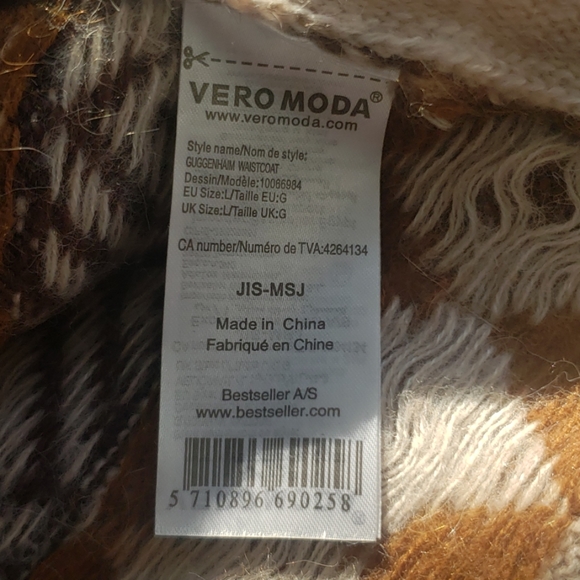 VERO MODA®
www.veromoda.com
Style name/Nom de style:
GUGGENHAIM WAISTCOAT
Dessin/Modèle:10066984
EU Size:L/Taille EU:G
UK Size:L/Taille UK:G
CA number/Numéro de TVA:4264134
JIS-MSJ
Made in China
Fabriqué en Chine
Bestseller A/S
www.bestseller.com
5 710896 690258